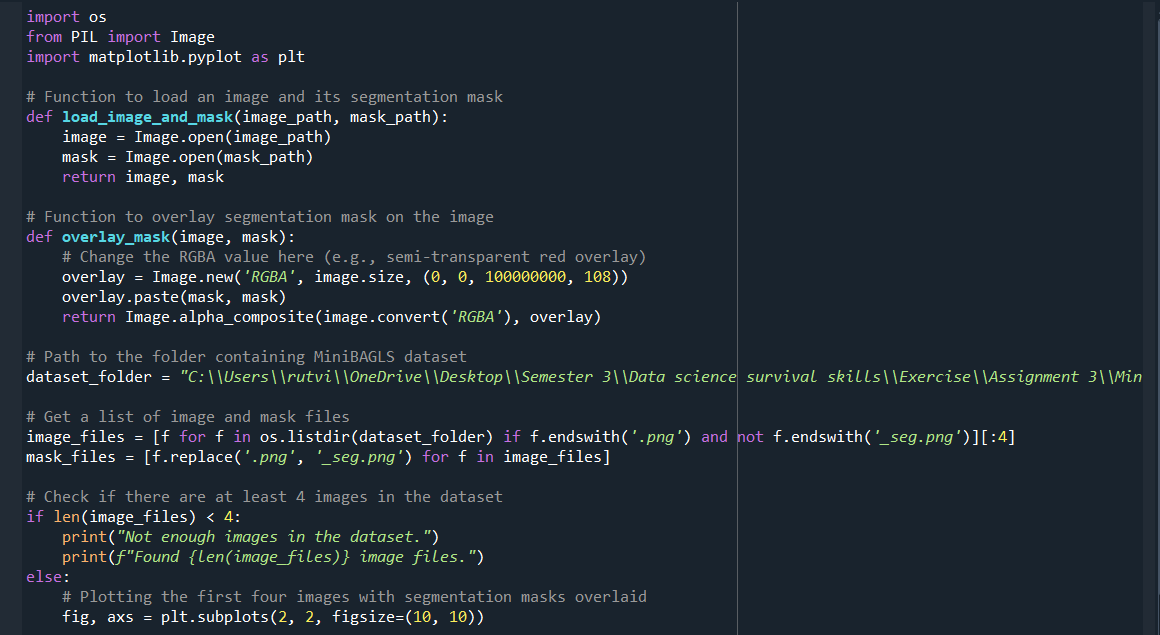 import os
from PIL import Image
import matplotlib.pyplot as plt

# Function to load an image and its segmentation mask
def load_image_and_mask(image_path, mask_path):
    image = Image.open(image_path)
    mask = Image.open(mask_path)
    return image, mask

# Function to overlay segmentation mask on the image
def overlay_mask(image, mask):
    # Change the RGBA value here (e.g., semi-transparent red overlay)
    overlay = Image.new('RGBA', image.size, (0, 0, 100000000, 108))
    overlay.paste(mask, mask)
    return Image.alpha_composite(image.convert('RGBA'), overlay)

# Path to the folder containing MiniBAGLS dataset
dataset_folder = "C:\\Users\\rutvi\\OneDrive\\Desktop\\Semester 3\\Data science survival skills\\Exercise\\Assignment 3\\Min

# Get a list of image and mask files
image_files = [f for f in os.listdir(dataset_folder) if f.endswith('.png') and not f.endswith('_seg.png')][:4]
mask_files = [f.replace('.png', '_seg.png') for f in image_files]

# Check if there are at least 4 images in the dataset
if len(image_files) < 4:
    print("Not enough images in the dataset.")
    print(f"Found {len(image_files)} image files.")
else:
    # Plotting the first four images with segmentation masks overlaid
    fig, axs = plt.subplots(2, 2, figsize=(10, 10))